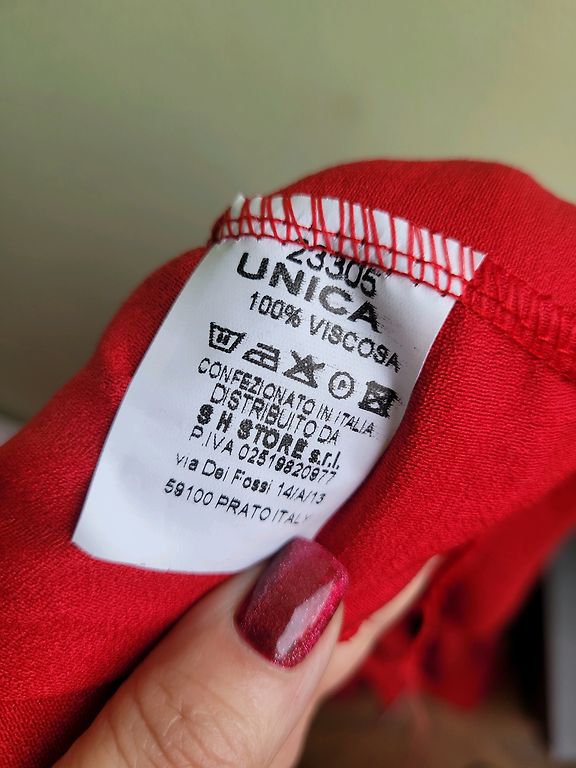 23305
UNICA
100% VISCOSA
CONFEZIONATO IN ITALIA
DISTRIBUITO DA
S H STORE s.r.l.
P.IVA 02519820977
via Dei Fossi 14/A/13
59100 PRATO ITALY